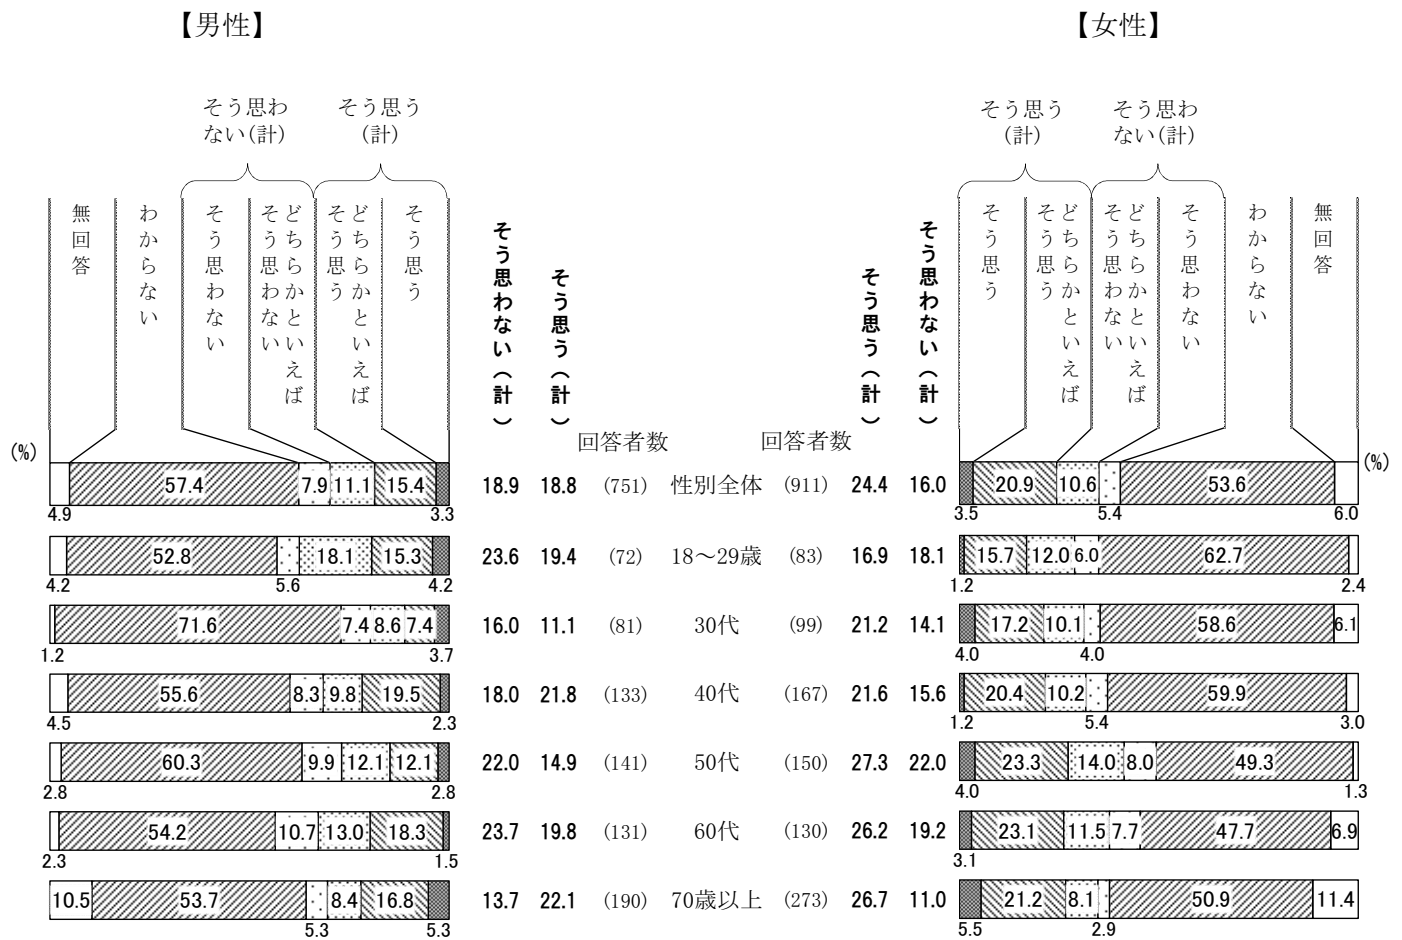 【男性】
【女性】
そう思わ
ない(計)
そう思う
(計)
そう思う
(計)
そう思わ
ない(計)
無回答
わからない
そう思わない
どちらかといえば
そう思わない
どちらかといえば
そう思う
そう思う
そう思わない(計)
そう思う(計)
そう思う(計)
そう思わない(計)
そう思う
どちらかといえば
そう思う
どちらかといえば
そう思わない
そう思わない
わからない
無回答
回答者数 回答者数
(%) (%)
57.4 7.9 11.1 15.4 18.9 18.8 (751) 性別全体 (911) 24.4 16.0 20.9 10.6 53.6
4.9 3.3 3.5 5.4 6.0
52.8 18.1 15.3 23.6 19.4 (72) 18～29歳 (83) 16.9 18.1 15.7 12.0 6.0 62.7
4.2 5.6 4.2 1.2 2.4
71.6 7.4 8.6 7.4 16.0 11.1 (81) 30代 (99) 21.2 14.1 17.2 10.1 58.6 6.1
1.2 3.7 4.0 4.0
55.6 8.3 9.8 19.5 18.0 21.8 (133) 40代 (167) 21.6 15.6 20.4 10.2 59.9
4.5 2.3 1.2 5.4 3.0
60.3 9.9 12.1 12.1 22.0 14.9 (141) 50代 (150) 27.3 22.0 23.3 14.0 8.0 49.3
2.8 2.8 4.0 1.3
54.2 10.7 13.0 18.3 23.7 19.8 (131) 60代 (130) 26.2 19.2 23.1 11.5 7.7 47.7 6.9
2.3 1.5 3.1
10.5 53.7 8.4 16.8 13.7 22.1 (190) 70歳以上 (273) 26.7 11.0 21.2 8.1 50.9 11.4
5.3 5.3 5.5 2.9